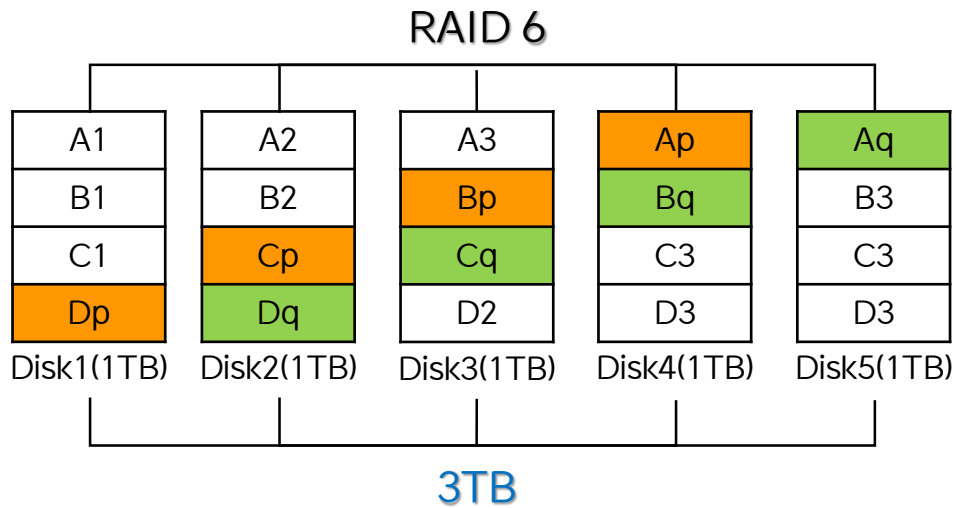 RAID 6
A1 A2 A3 Ap Aq
B1 B2 Bp Bq B3
C1 Cp Cq C3 C3
Dp Dq D2 D3 D3
Disk1(1TB) Disk2(1TB) Disk3(1TB) Disk4(1TB) Disk5(1TB)
3TB